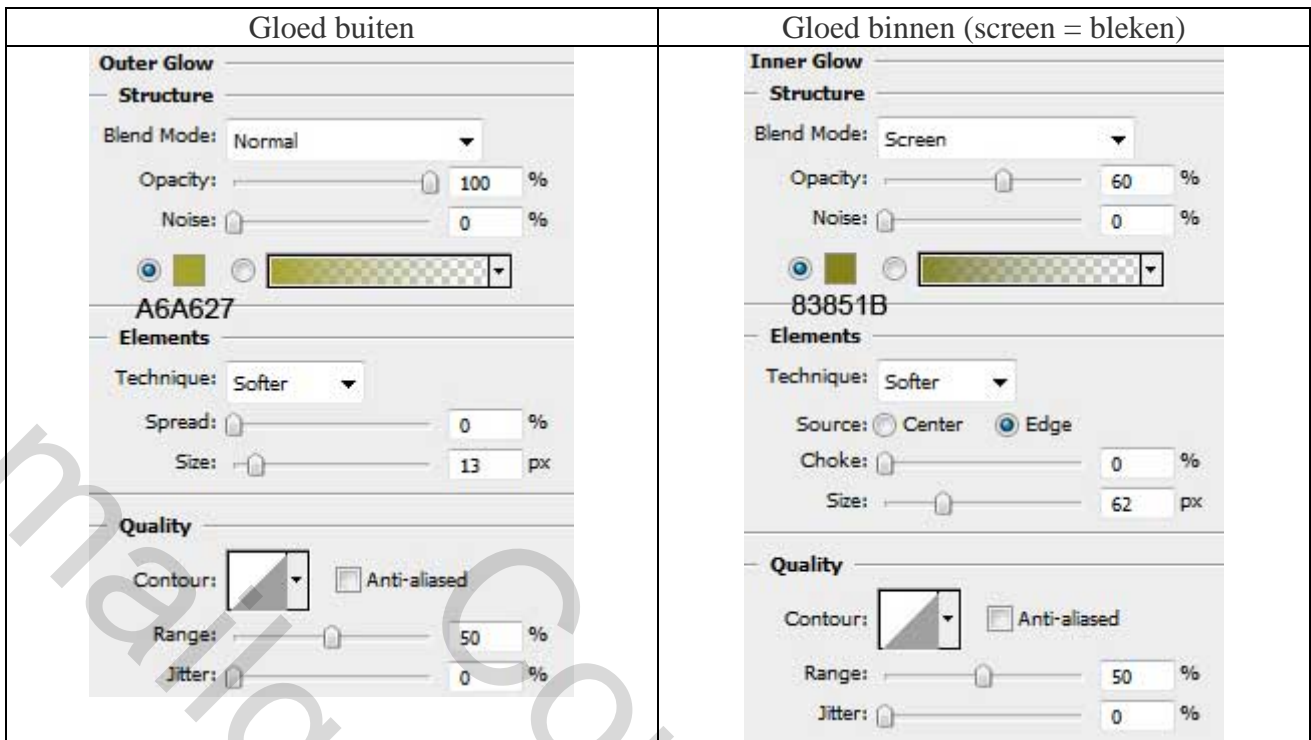 Gloed buiten
Outer Glow
Structure
Blend Mode: Normal
Opacity: 100 %
Noise: 0 %
A6A627
Elements
Technique: Softer
Spread: 0 %
Size: 13 px
Quality
Contour: Anti-aliased
Range: 50 %
Jitter: 0 %
Gloed binnen (screen = bleken)
Inner Glow
Structure
Blend Mode: Screen
Opacity: 60 %
Noise: 0 %
83851B
Elements
Technique: Softer
Source: Center Edge
Choke: 0 %
Size: 62 px
Quality
Contour: Anti-aliased
Range: 50 %
Jitter: 0 %